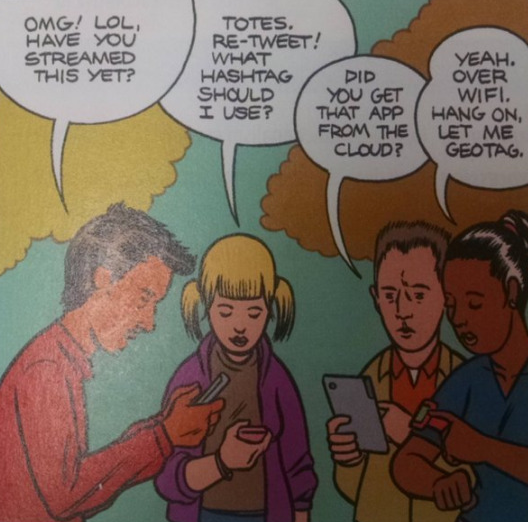 OMG! LOL,
HAVE YOU
STREAMED
THIS YET?
TOTES.
RE-TWEET!
WHAT
HASHTAG
SHOULD
I USE?
DID
YOU GET
THAT APP
FROM THE
CLOUD?
YEAH.
OVER
WIFI.
HANG ON,
LET ME
GEOTAG.